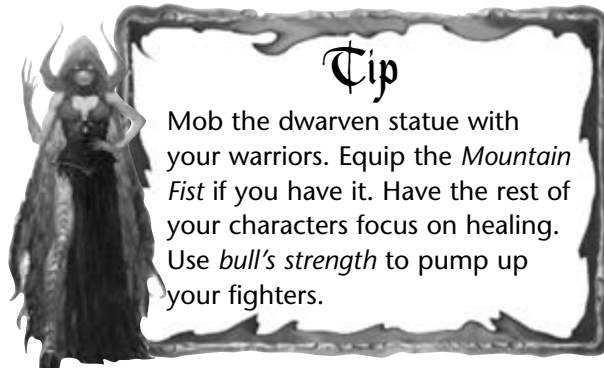 Tip
Mob the dwarven statue with
your warriors. Equip the Mountain
Fist if you have it. Have the rest of
your characters focus on healing.
Use bull's strength to pump up
your fighters.